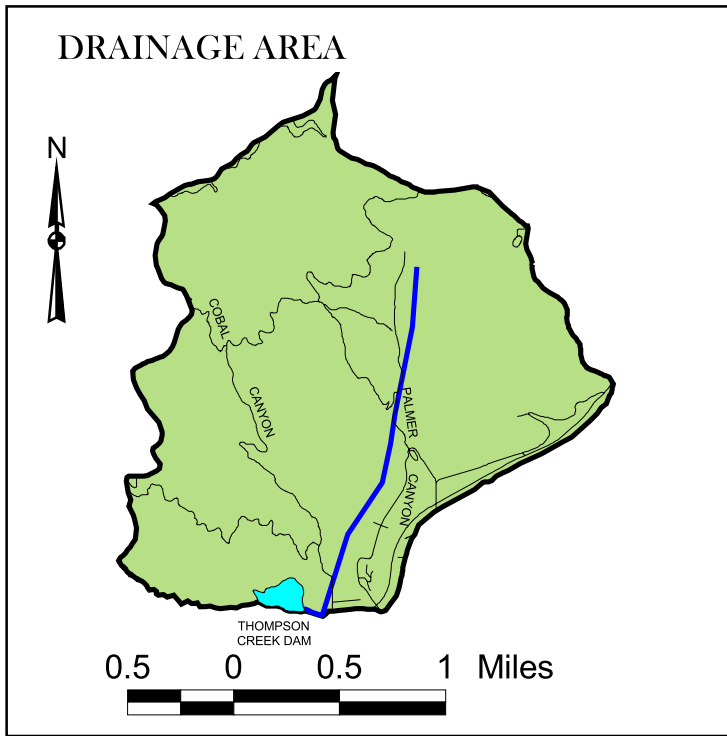 DRAINAGE AREA
N
COBAL
CANYON
PALMER
CANYON
THOMPSON
CREEK DAM
0.5 0 0.5 1 Miles